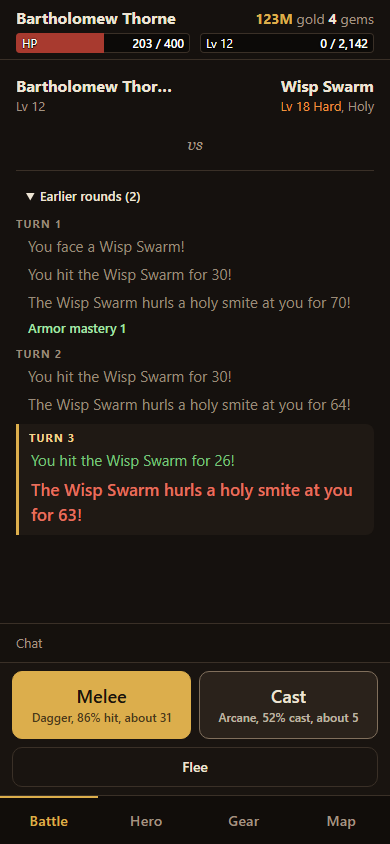 Bartholomew Thorne
123M gold 4 gems
HP 203 / 400
Lv 12 0 / 2,142
Bartholomew Thor...
Wisp Swarm
Lv 12
Lv 18 Hard, Holy
vs
▼ Earlier rounds (2)
TURN 1
You face a Wisp Swarm!
You hit the Wisp Swarm for 30!
The Wisp Swarm hurls a holy smite at you for 70!
Armor mastery 1
TURN 2
You hit the Wisp Swarm for 30!
The Wisp Swarm hurls a holy smite at you for 64!
TURN 3
You hit the Wisp Swarm for 26!
The Wisp Swarm hurls a holy smite at you
for 63!
Chat
Melee
Dagger, 86% hit, about 31
Cast
Arcane, 52% cast, about 5
Flee
Battle
Hero
Gear
Map